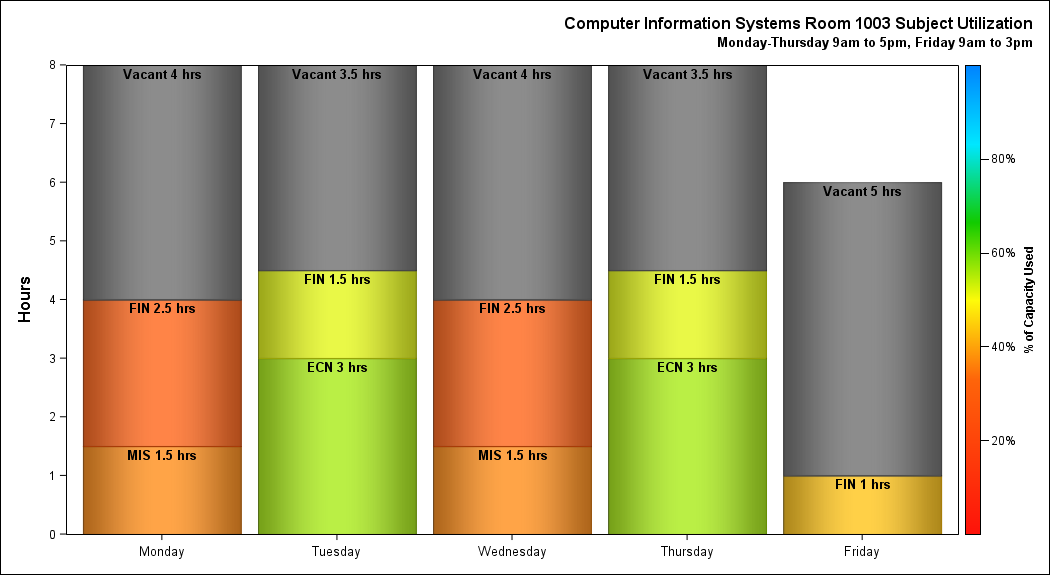 Computer Information Systems Room 1003 Subject Utilization
Monday-Thursday 9am to 5pm, Friday 9am to 3pm
Hours
8
7
6
5
4
3
2
1
0
Vacant 4 hrs
FIN 2.5 hrs
MIS 1.5 hrs
Vacant 3.5 hrs
FIN 1.5 hrs
ECN 3 hrs
Vacant 4 hrs
FIN 2.5 hrs
MIS 1.5 hrs
Vacant 3.5 hrs
FIN 1.5 hrs
ECN 3 hrs
Vacant 5 hrs
FIN 1 hrs
Monday
Tuesday
Wednesday
Thursday
Friday
80%
60%
40%
20%
% of Capacity Used